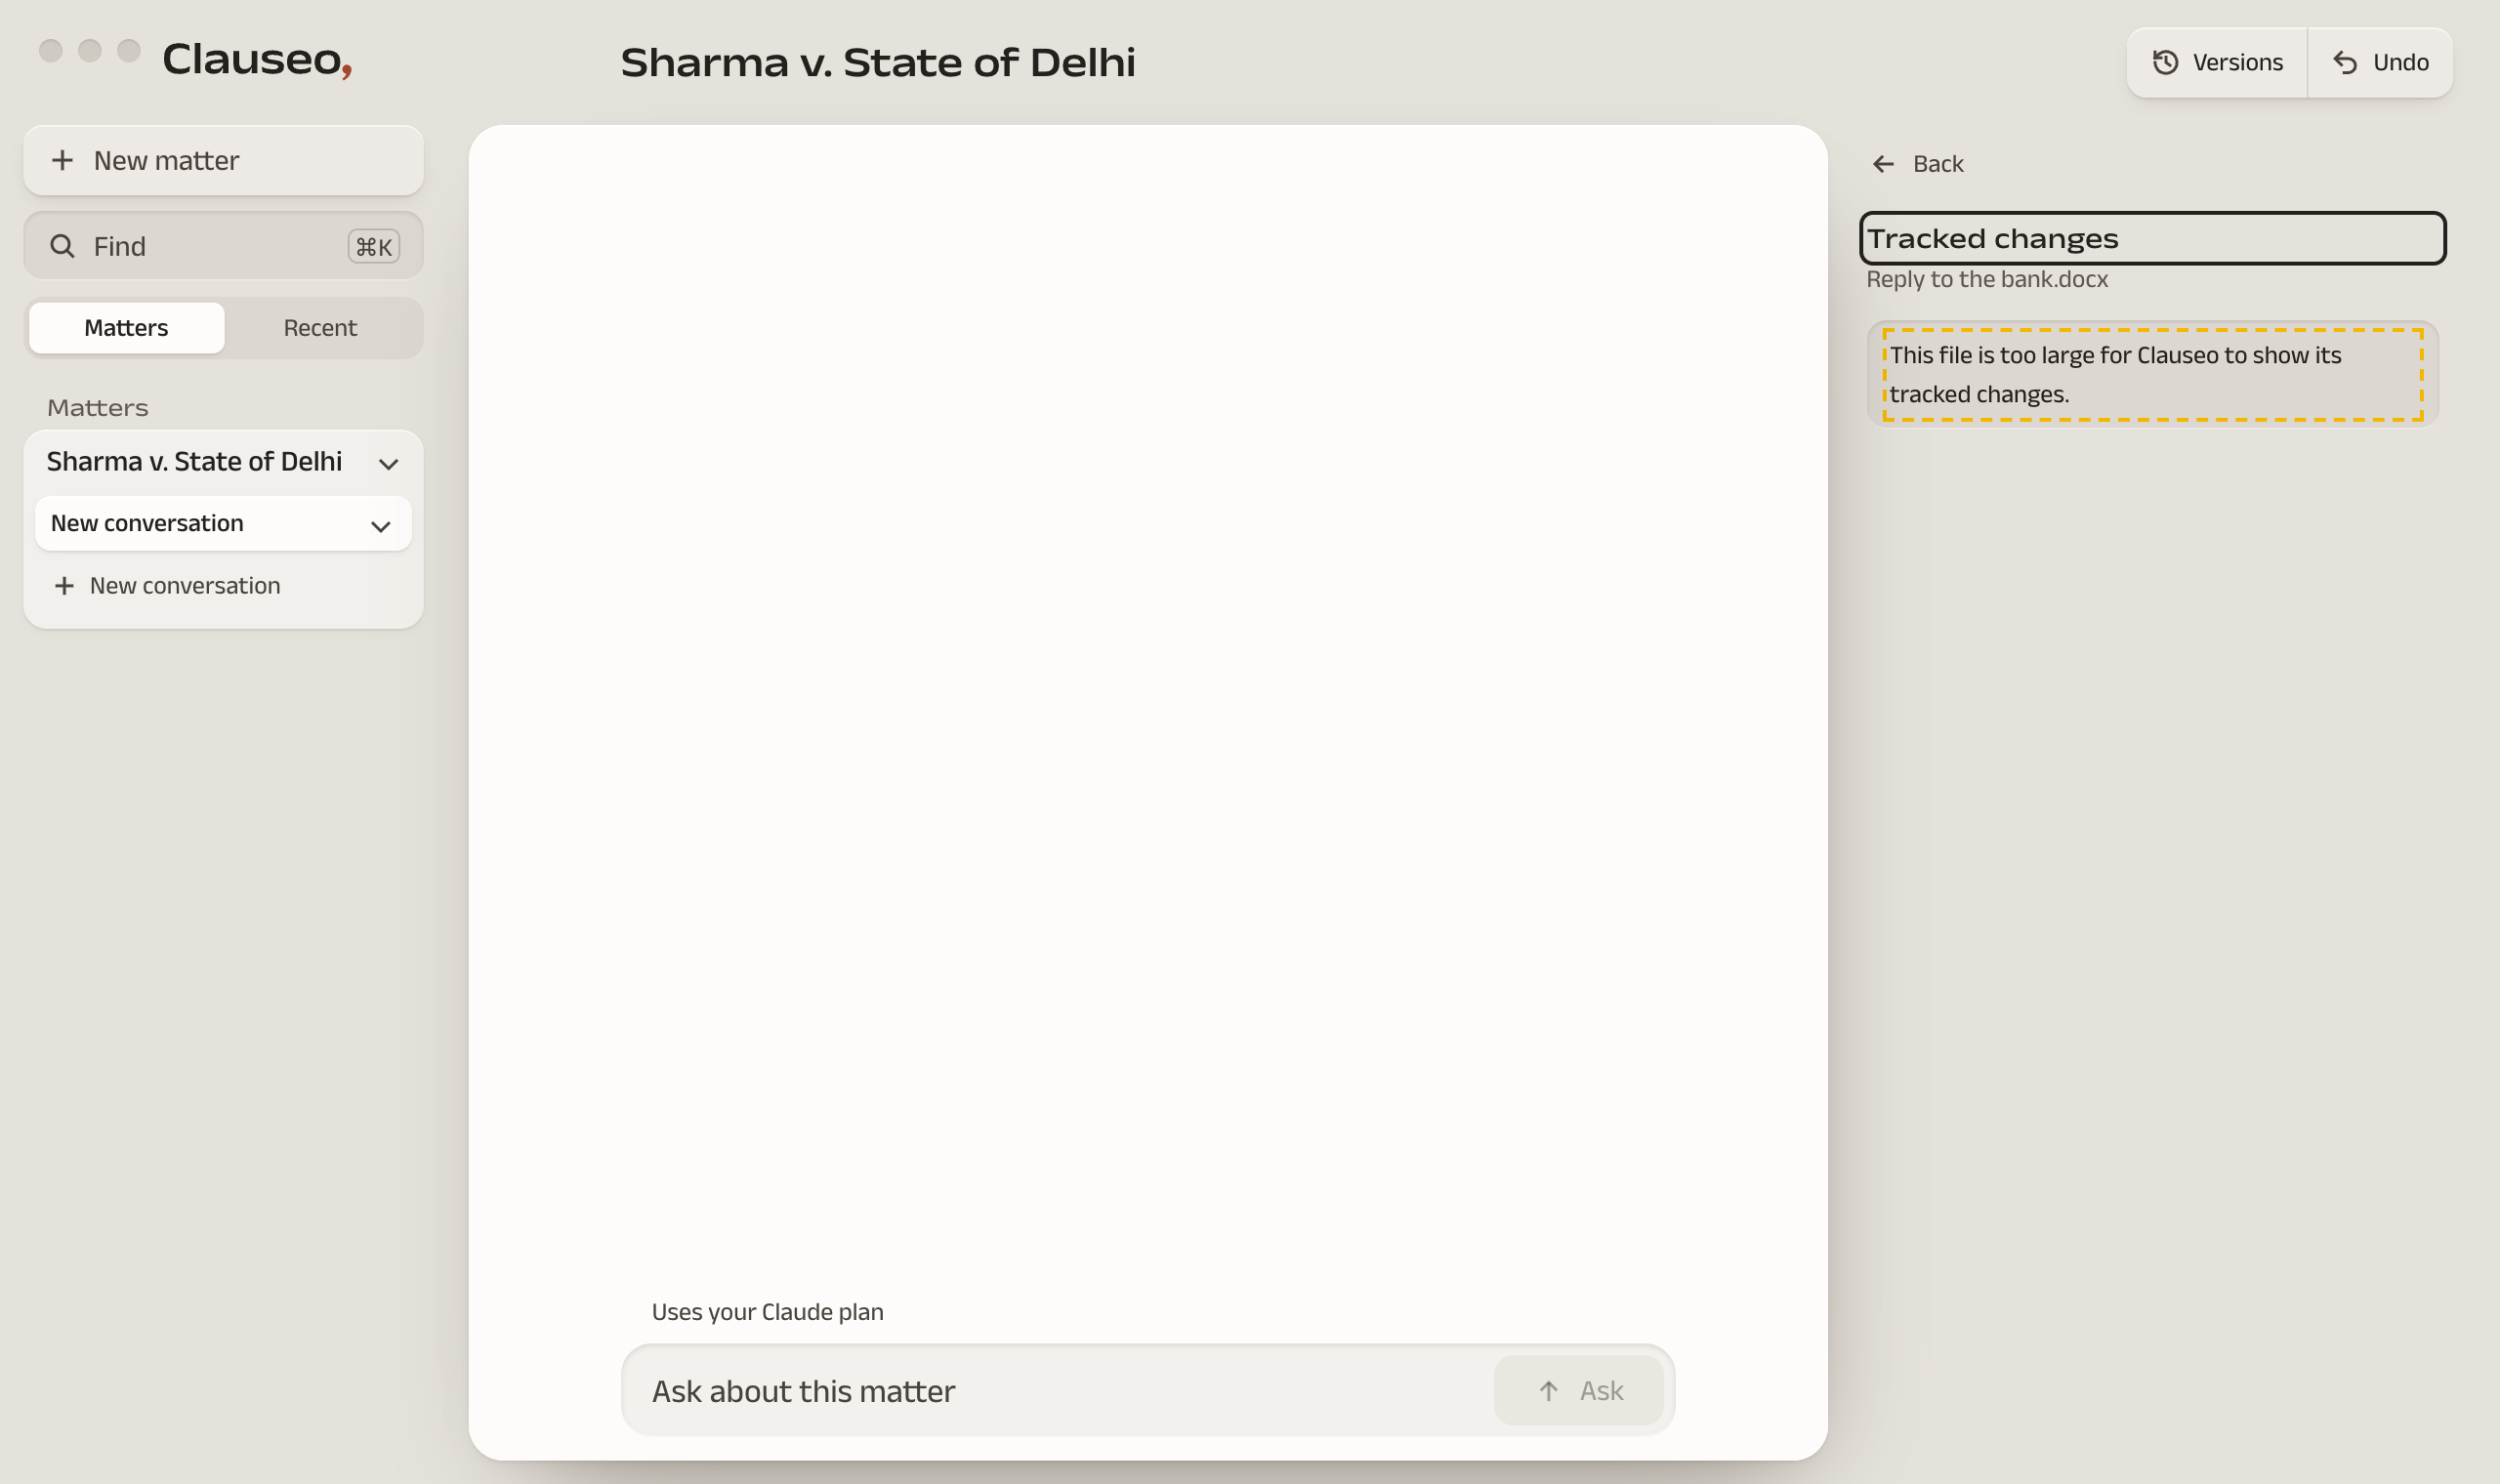 Clauseo,
Sharma v. State of Delhi
Versions
Undo
New matter
Find
⌘K
Matters
Recent
Matters
Sharma v. State of Delhi
New conversation
New conversation
Back
Tracked changes
Reply to the bank.docx
This file is too large for Clauseo to show its
tracked changes.
Uses your Claude plan
Ask about this matter
Ask